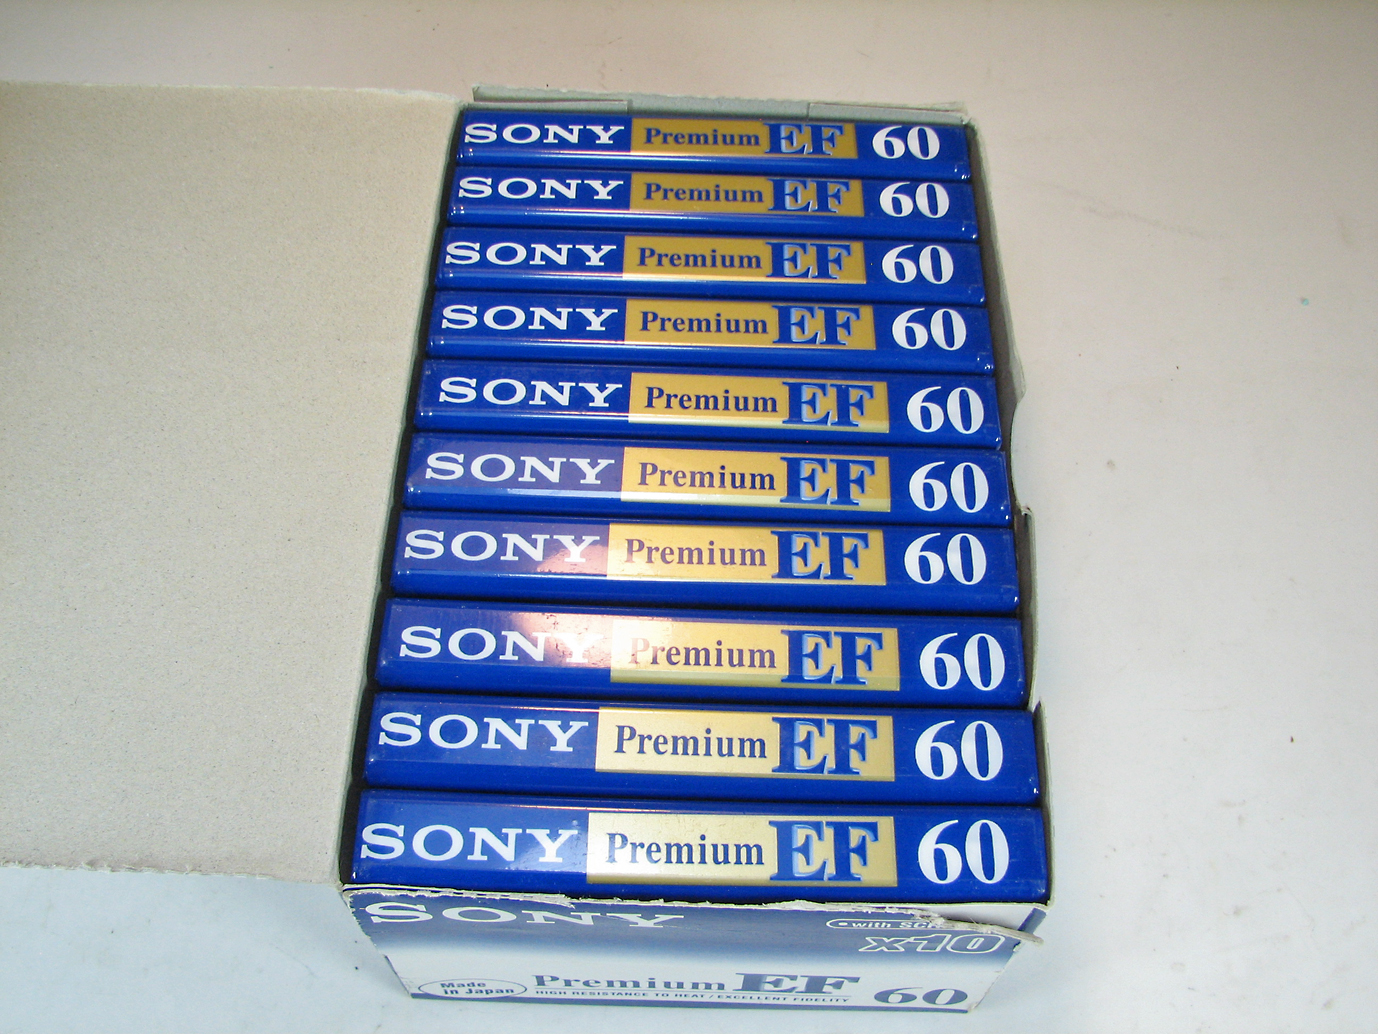 SONY Premium EF 60
SONY Premium EF 60
SONY Premium EF 60
SONY Premium EF 60
SONY Premium EF 60
SONY Premium EF 60
SONY Premium EF 60
SONY Premium EF 60
SONY Premium EF 60
SONY Premium EF 60
SONY
with
x10
Made in Japan
Premium EF 60
HIGH RESISTANCE TO HEAT / EXCELLENT FIDELITY